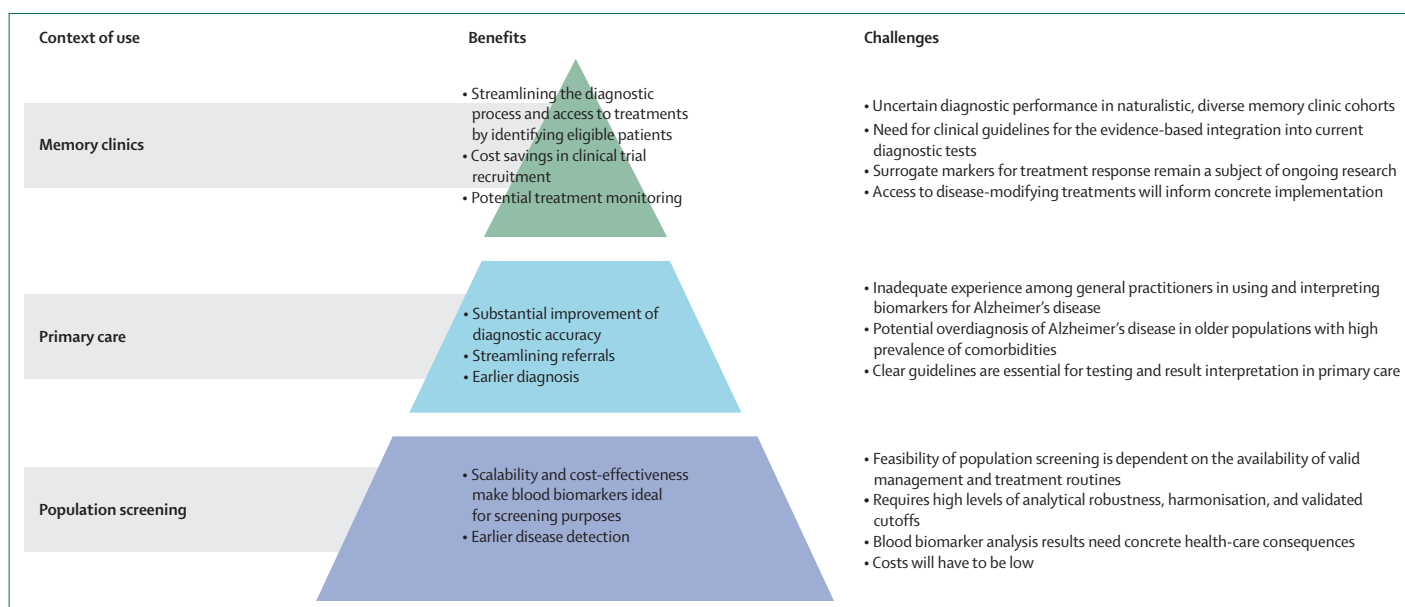 Context of use
Benefits
Challenges
Memory clinics
• Streamlining the diagnostic
process and access to treatments
by identifying eligible patients
• Cost savings in clinical trial
recruitment
• Potential treatment monitoring
• Uncertain diagnostic performance in naturalistic, diverse memory clinic cohorts
• Need for clinical guidelines for the evidence-based integration into current
diagnostic tests
• Surrogate markers for treatment response remain a subject of ongoing research
• Access to disease-modifying treatments will inform concrete implementation
Primary care
• Substantial improvement of
diagnostic accuracy
• Streamlining referrals
• Earlier diagnosis
• Inadequate experience among general practitioners in using and interpreting
biomarkers for Alzheimer’s disease
• Potential overdiagnosis of Alzheimer’s disease in older populations with high
prevalence of comorbidities
• Clear guidelines are essential for testing and result interpretation in primary care
Population screening
• Scalability and cost-effectiveness
make blood biomarkers ideal
for screening purposes
• Earlier disease detection
• Feasibility of population screening is dependent on the availability of valid
management and treatment routines
• Requires high levels of analytical robustness, harmonisation, and validated
cutoffs
• Blood biomarker analysis results need concrete health-care consequences
• Costs will have to be low